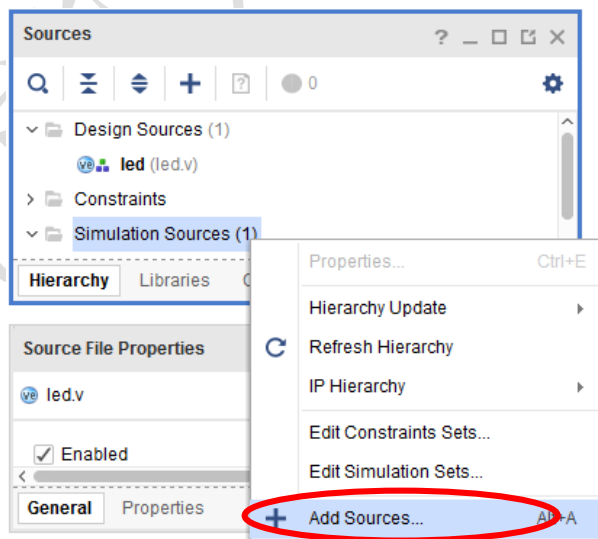 Sources
?
0
Design Sources (1)
led (led.v)
Constraints
Simulation Sources (1)
Hierarchy Libraries
Properties... Ctrl+E
Hierarchy Update
Refresh Hierarchy
IP Hierarchy
Edit Constraints Sets...
Edit Simulation Sets...
Add Sources... Alt+A
Source File Properties
led.v
Enabled
General Properties